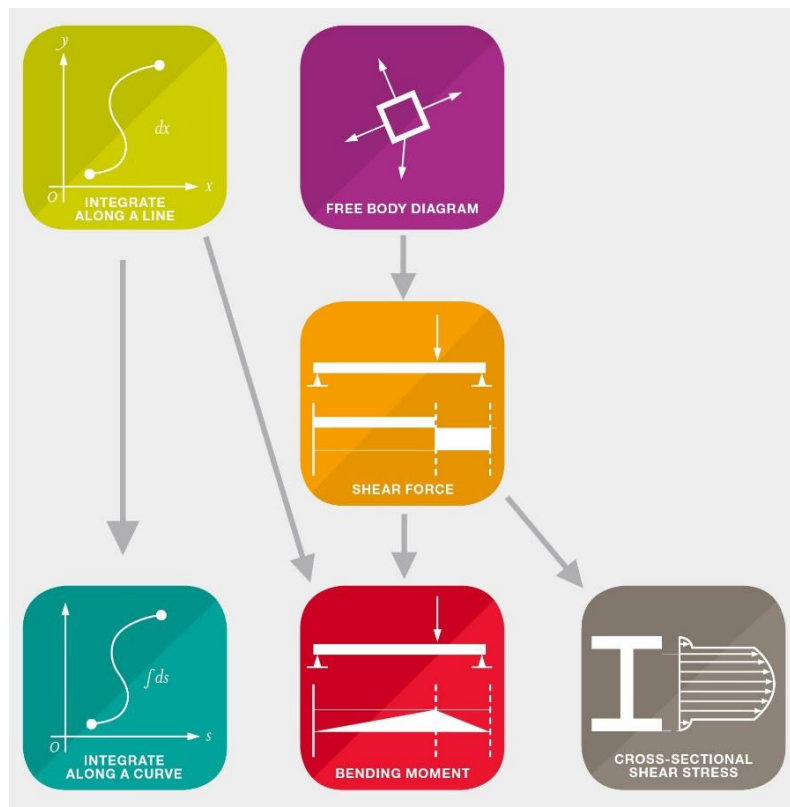 y
dx
O
x
INTEGRATE
ALONG A LINE
FREE BODY DIAGRAM
SHEAR FORCE
∫ds
O
s
INTEGRATE
ALONG A CURVE
BENDING MOMENT
CROSS-SECTIONAL
SHEAR STRESS